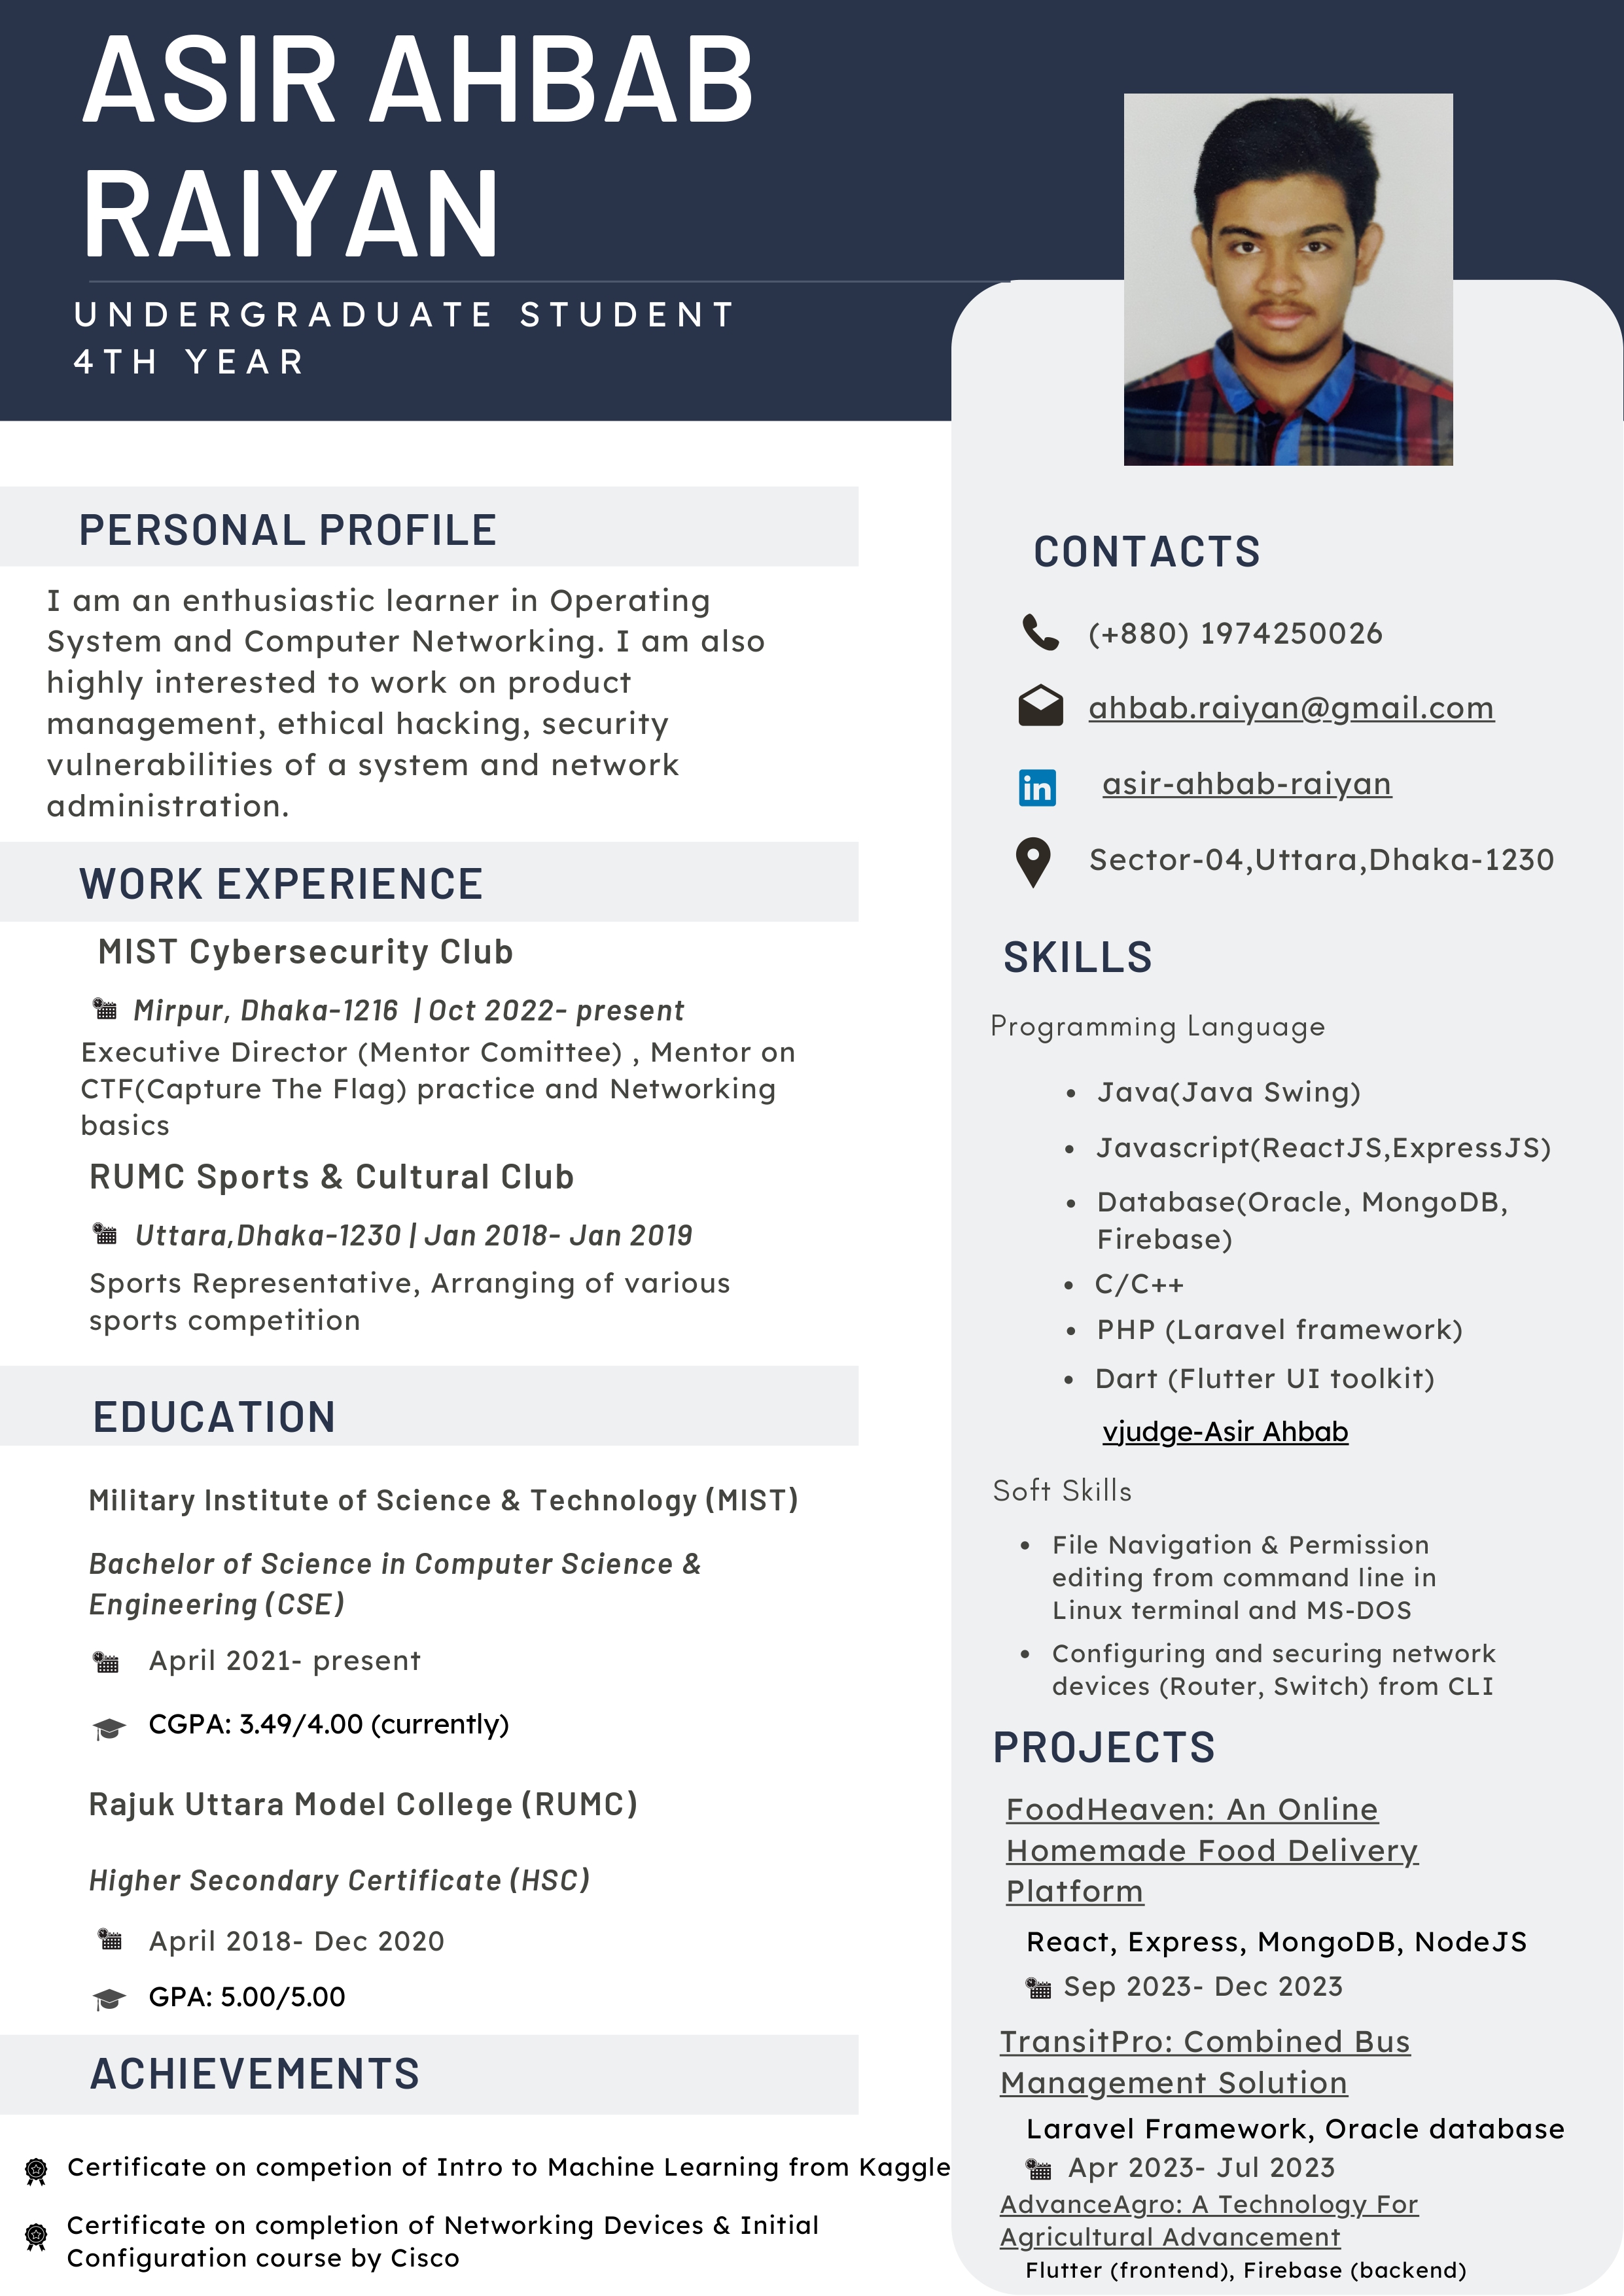 ASIR AHBAB
RAIYAN
UNDERGRADUATE STUDENT
4TH YEAR
PERSONAL PROFILE
I am an enthusiastic learner in Operating
System and Computer Networking. I am also
highly interested to work on product
management, ethical hacking, security
vulnerabilities of a system and network
administration.
WORK EXPERIENCE
MIST Cybersecurity Club
Mirpur, Dhaka-1216 | Oct 2022- present
Executive Director (Mentor Comittee) , Mentor on
CTF(Capture The Flag) practice and Networking
basics
RUMC Sports & Cultural Club
Uttara,Dhaka-1230 | Jan 2018- Jan 2019
Sports Representative, Arranging of various
sports competition
EDUCATION
Military Institute of Science & Technology (MIST)
Bachelor of Science in Computer Science &
Engineering (CSE)
April 2021- present
CGPA: 3.49/4.00 (currently)
Rajuk Uttara Model College (RUMC)
Higher Secondary Certificate (HSC)
April 2018- Dec 2020
GPA: 5.00/5.00
ACHIEVEMENTS
Certificate on competion of Intro to Machine Learning from Kaggle
Certificate on completion of Networking Devices & Initial
Configuration course by Cisco
CONTACTS
(+880) 1974250026
ahbab.raiyan@gmail.com
in
asir-ahbab-raiyan
Sector-04,Uttara,Dhaka-1230
SKILLS
Programming Language
• Java(Java Swing)
• Javascript(ReactJS,ExpressJS)
• Database(Oracle, MongoDB,
Firebase)
• C/C++
• PHP (Laravel framework)
• Dart (Flutter UI toolkit)
vjudge-Asir Ahbab
Soft Skills
• File Navigation & Permission
editing from command line in
Linux terminal and MS-DOS
• Configuring and securing network
devices (Router, Switch) from CLI
PROJECTS
FoodHeaven: An Online
Homemade Food Delivery
Platform
React, Express, MongoDB, NodeJS
Sep 2023- Dec 2023
TransitPro: Combined Bus
Management Solution
Laravel Framework, Oracle database
Apr 2023- Jul 2023
AdvanceAgro: A Technology For
Agricultural Advancement
Flutter (frontend), Firebase (backend)